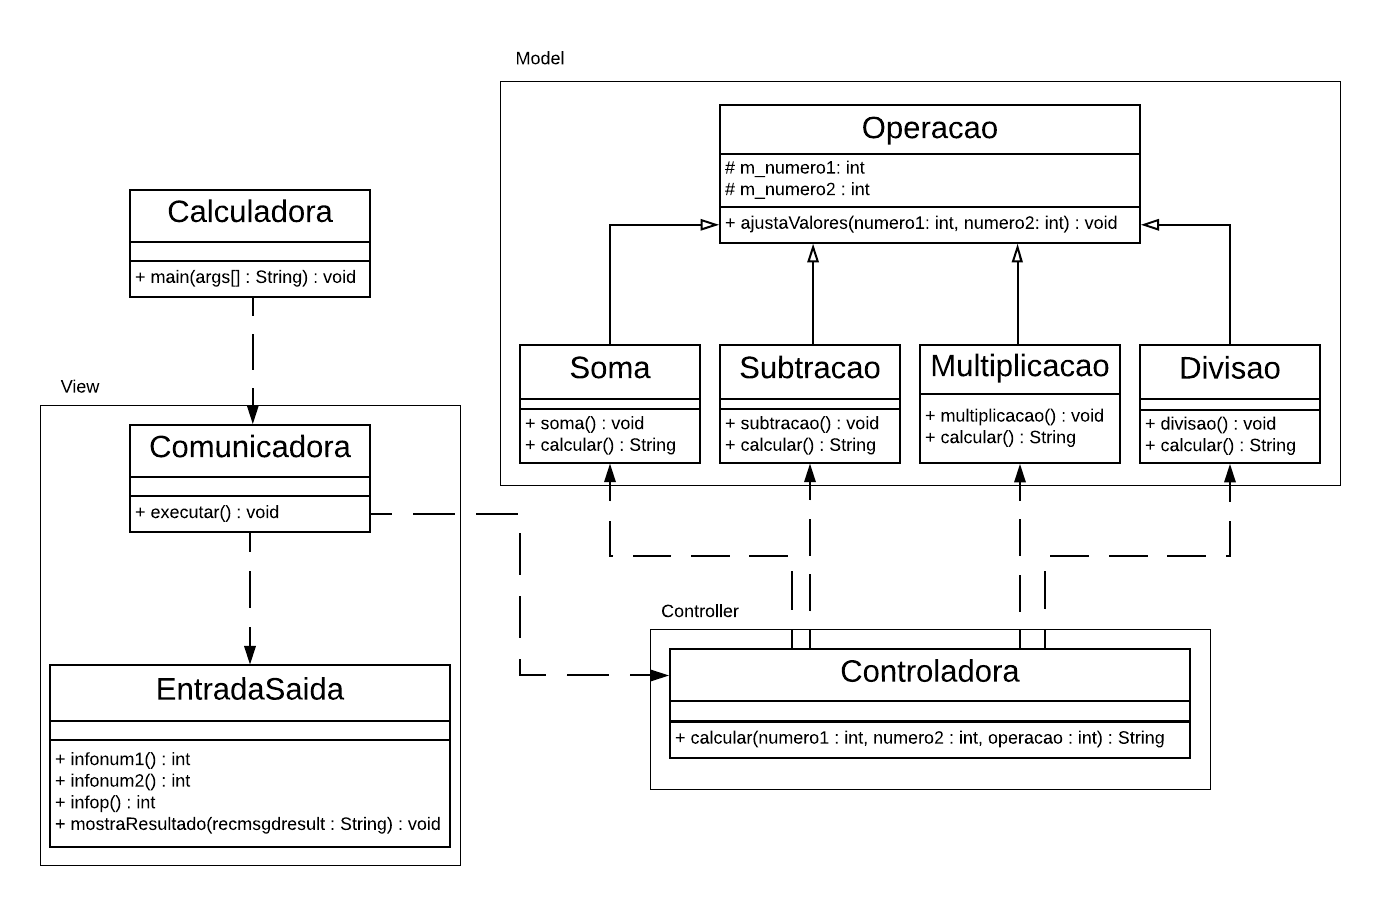 Model
Operacao
# m_numero1: int
# m_numero2 : int
+ ajustaValores(numero1: int, numero2: int) : void
Calculadora
+ main(args[] : String) : void
Soma
+ soma() : void
+ calcular() : String
Subtracao
+ subtracao() : void
+ calcular() : String
Multiplicacao
+ multiplicacao() : void
+ calcular() : String
Divisao
+ divisao() : void
+ calcular() : String
View
Comunicadora
+ executar() : void
EntradaSaida
+ infonum1() : int
+ infonum2() : int
+ infop() : int
+ mostraResultado(recmsgdresult : String) : void
Controller
Controladora
+ calcular(numero1 : int, numero2 : int, operacao : int) : String